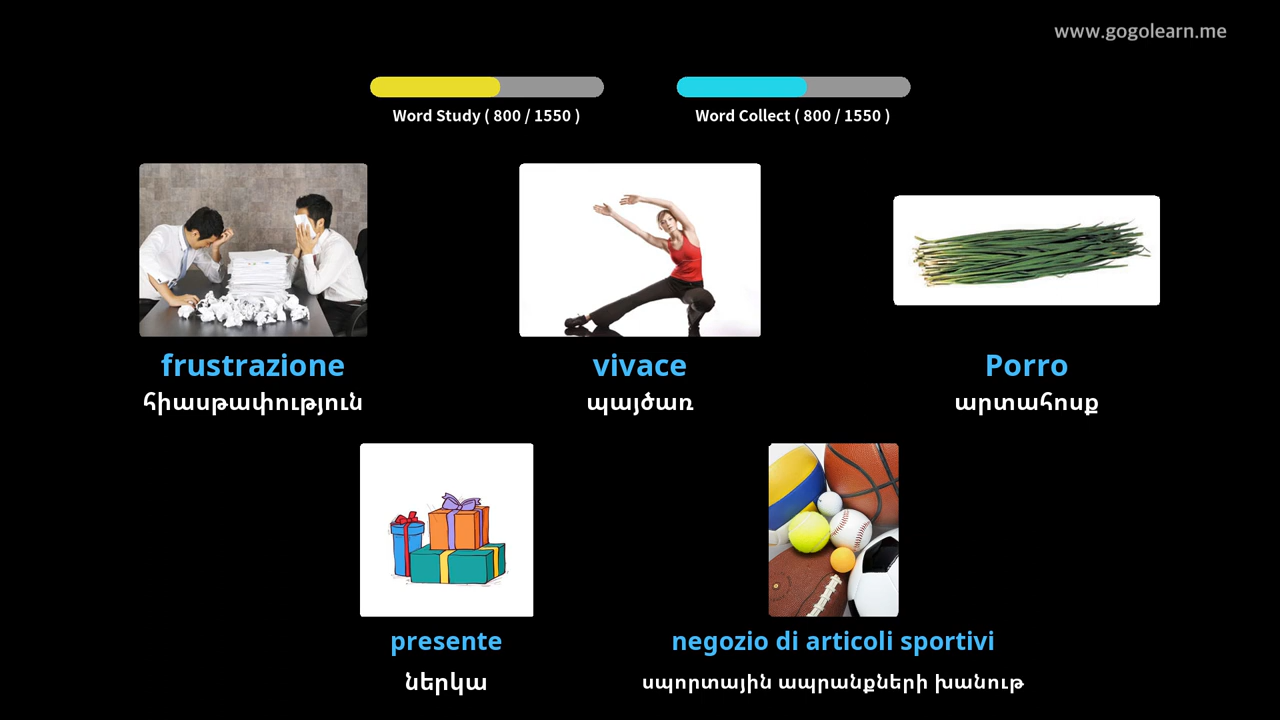 www.gogolearn.me
Word Study ( 800 / 1550 )
Word Collect ( 800 / 1550 )
frustrazione
հիասթափություն
vivace
պայծառ
Porro
արտահոսք
presente
ներկա
negozio di articoli sportivi
սպորտային ապրանքների խանութ